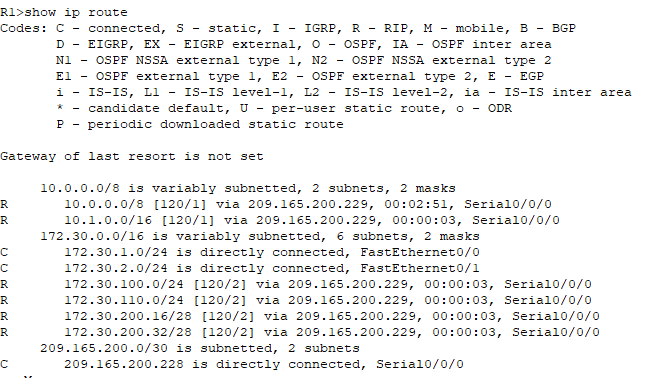 R1>show ip route
Codes: C - connected, S - static, I - IGRP, R - RIP, M - mobile, B - BGP
       D - EIGRP, EX - EIGRP external, O - OSPF, IA - OSPF inter area
       N1 - OSPF NSSA external type 1, N2 - OSPF NSSA external type 2
       E1 - OSPF external type 1, E2 - OSPF external type 2, E - EGP
       i - IS-IS, L1 - IS-IS level-1, L2 - IS-IS level-2, ia - IS-IS inter area
       * - candidate default, U - per-user static route, o - ODR
       P - periodic downloaded static route

Gateway of last resort is not set

     10.0.0.0/8 is variably subnetted, 2 subnets, 2 masks
R       10.0.0.0/8 [120/1] via 209.165.200.229, 00:02:51, Serial0/0/0
R       10.1.0.0/16 [120/1] via 209.165.200.229, 00:00:03, Serial0/0/0
     172.30.0.0/16 is variably subnetted, 6 subnets, 2 masks
C       172.30.1.0/24 is directly connected, FastEthernet0/0
C       172.30.2.0/24 is directly connected, FastEthernet0/1
R       172.30.100.0/24 [120/2] via 209.165.200.229, 00:00:03, Serial0/0/0
R       172.30.110.0/24 [120/2] via 209.165.200.229, 00:00:03, Serial0/0/0
R       172.30.200.16/28 [120/2] via 209.165.200.229, 00:00:03, Serial0/0/0
R       172.30.200.32/28 [120/2] via 209.165.200.229, 00:00:03, Serial0/0/0
     209.165.200.0/30 is subnetted, 2 subnets
C       209.165.200.228 is directly connected, Serial0/0/0